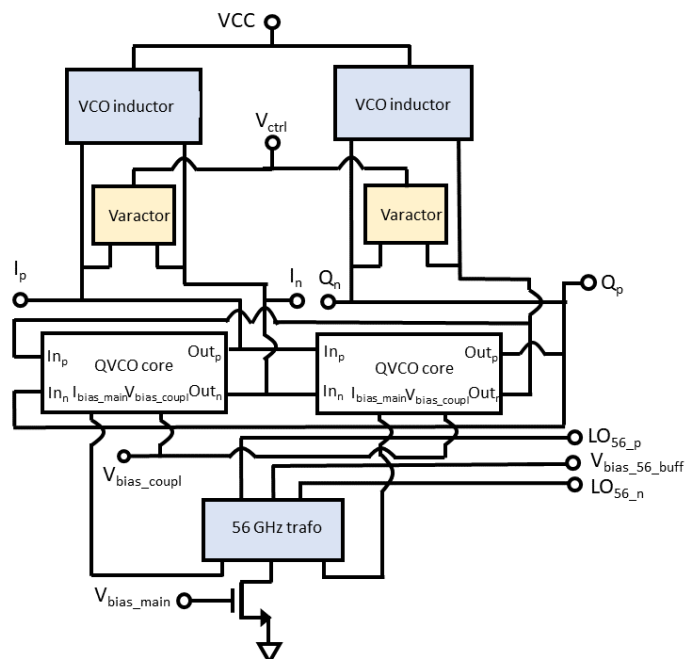 VCC
VCO inductor
VCO inductor
Vctrl
Varactor
Varactor
Ip
In
Qn
Qp
Inp
Outp
QVCO core
Inn
Ibias_main
Vbias_coupl
Outn
Inp
Outp
QVCO core
Inn
Ibias_main
Vbias_coupl
Outn
LO56_p
Vbias_coupl
Vbias_56_buff
LO56_n
56 GHz trafo
Vbias_main